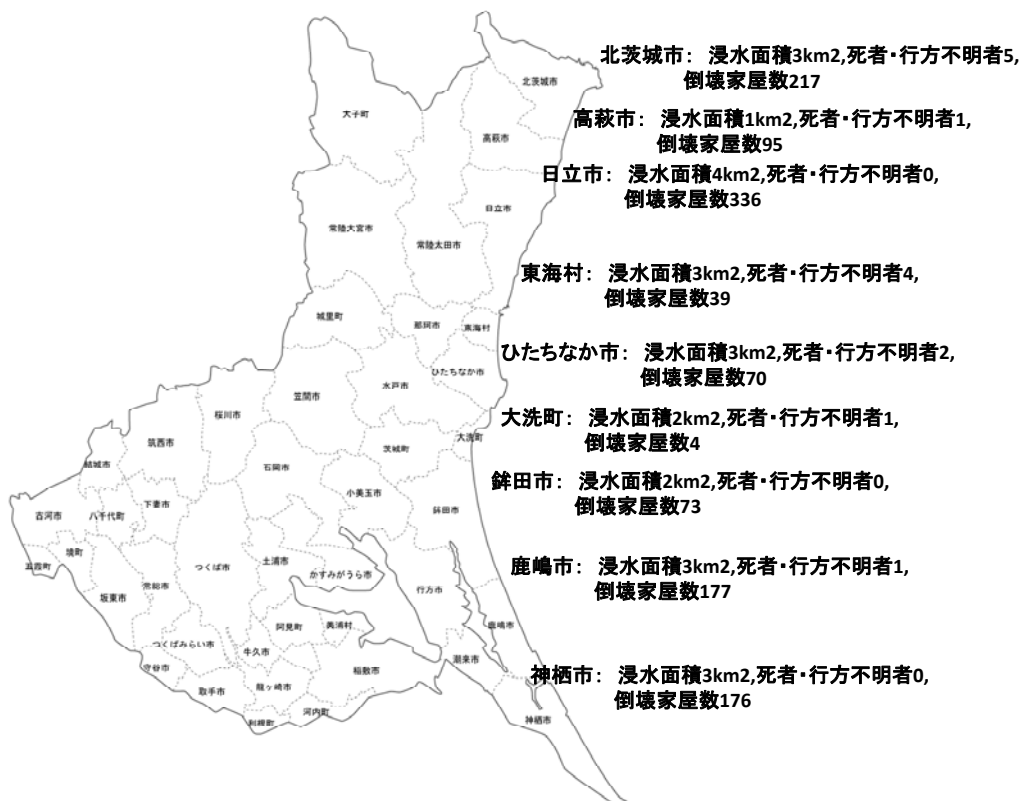 北茨城市: 浸水面積3km2,死者・行方不明者5,
倒壊家屋数217
高萩市: 浸水面積1km2,死者・行方不明者1,
倒壊家屋数95
日立市: 浸水面積4km2,死者・行方不明者0,
倒壊家屋数336
東海村: 浸水面積3km2,死者・行方不明者4,
倒壊家屋数39
ひたちなか市: 浸水面積3km2,死者・行方不明者2,
倒壊家屋数70
大洗町: 浸水面積2km2,死者・行方不明者1,
倒壊家屋数4
鉾田市: 浸水面積2km2,死者・行方不明者0,
倒壊家屋数73
鹿嶋市: 浸水面積3km2,死者・行方不明者1,
倒壊家屋数177
神栖市: 浸水面積3km2,死者・行方不明者0,
倒壊家屋数176
北茨城市
大子町
高萩市
日立市
常陸大宮市
常陸太田市
城里町
那珂市
東海村
ひたちなか市
水戸市
笠間市
桜川市
筑西市
大洗町
茨城町
結城市
石岡市
小美玉市
鉾田市
下妻市
古河市
八千代町
境町
五霞町
つくば市
土浦市
かすみがうら市
行方市
常総市
坂東市
阿見町
美浦村
鹿嶋市
つくばみらい市
牛久市
潮来市
守谷市
稲敷市
取手市
龍ヶ崎市
河内町
利根町
神栖市